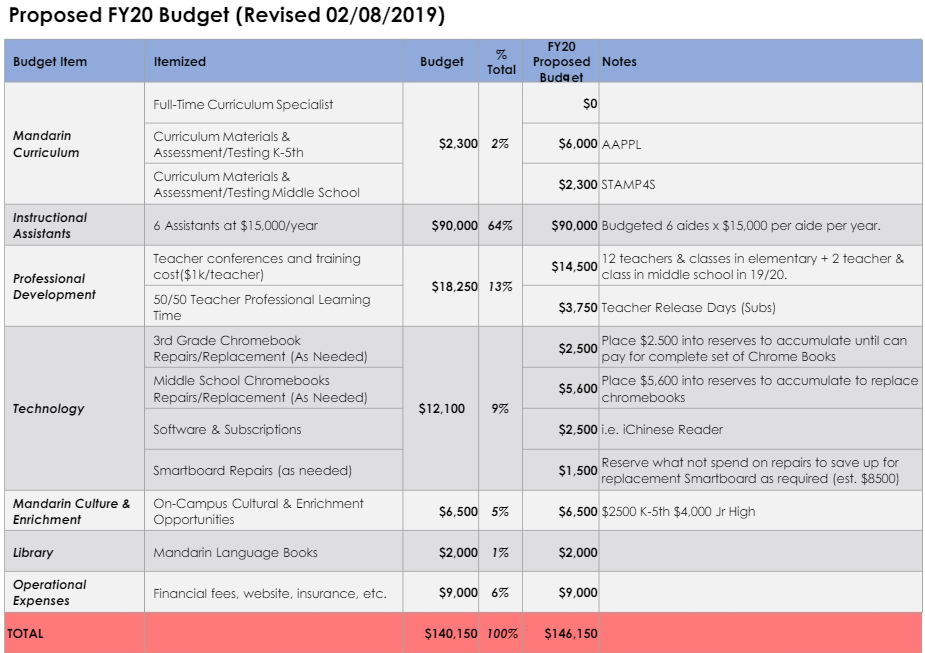 Proposed FY20 Budget (Revised 02/08/2019)
Budget Item Itemized Budget % Total FY20 Proposed Budget Notes
Mandarin Curriculum
Full-Time Curriculum Specialist $0
Curriculum Materials &
Assessment/Testing K-5th $2,300 2% $6,000 AAPPL
Curriculum Materials &
Assessment/Testing Middle School $2,300 STAMP4S
Instructional Assistants
6 Assistants at $15,000/year $90,000 64% $90,000 Budgeted 6 aides x $15,000 per aide per year.
Professional Development
Teacher conferences and training
cost($1k/teacher) $18,250 13% $14,500 12 teachers & classes in elementary + 2 teacher &
class in middle school in 19/20.
50/50 Teacher Professional Learning
Time $3,750 Teacher Release Days (Subs)
Technology
3rd Grade Chromebook
Repairs/Replacement (As Needed) $2,500 Place $2.500 into reserves to accumulate until can
pay for complete set of Chrome Books
Middle School Chromebooks
Repairs/Replacement (As Needed) $12,100 9% $5,600 Place $5,600 into reserves to accumulate to replace
chromebooks
Software & Subscriptions $2,500 i.e. iChinese Reader
Smartboard Repairs (as needed) $1,500 Reserve what not spend on repairs to save up for
replacement Smartboard as required (est. $8500)
Mandarin Culture &
Enrichment
On-Campus Cultural & Enrichment
Opportunities $6,500 5% $6,500 $2500 K-5th $4,000 Jr High
Library Mandarin Language Books $2,000 1% $2,000
Operational
Expenses
Financial fees, website, insurance, etc. $9,000 6% $9,000
TOTAL $140,150 100% $146,150